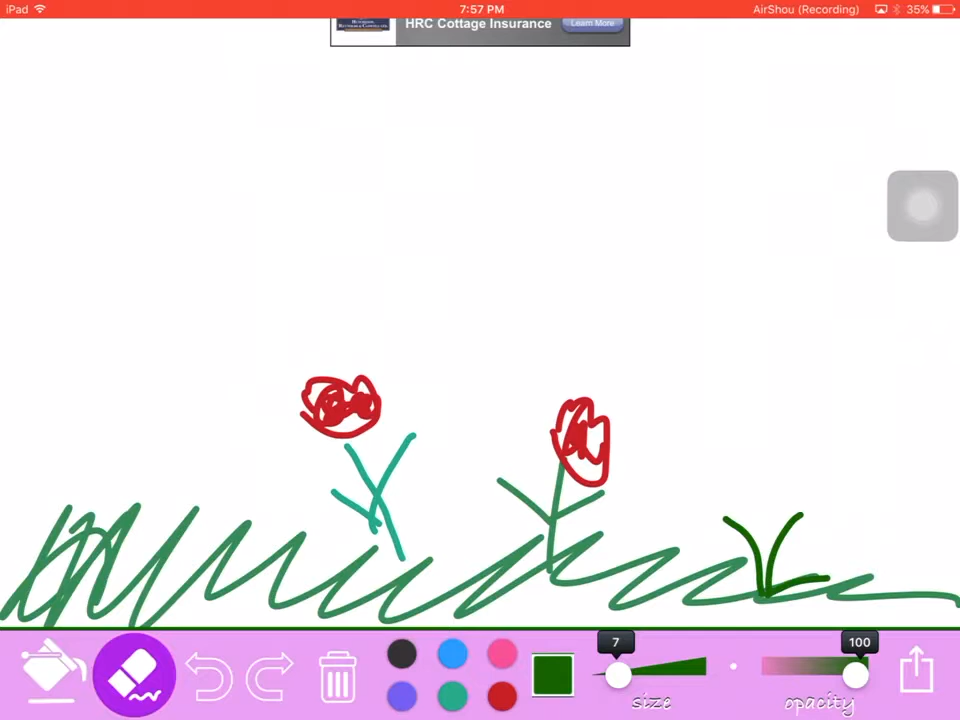 iPad 7:57 PM AirShou (Recording) 35%
HRC Cottage Insurance Learn More
7 100
size opacity